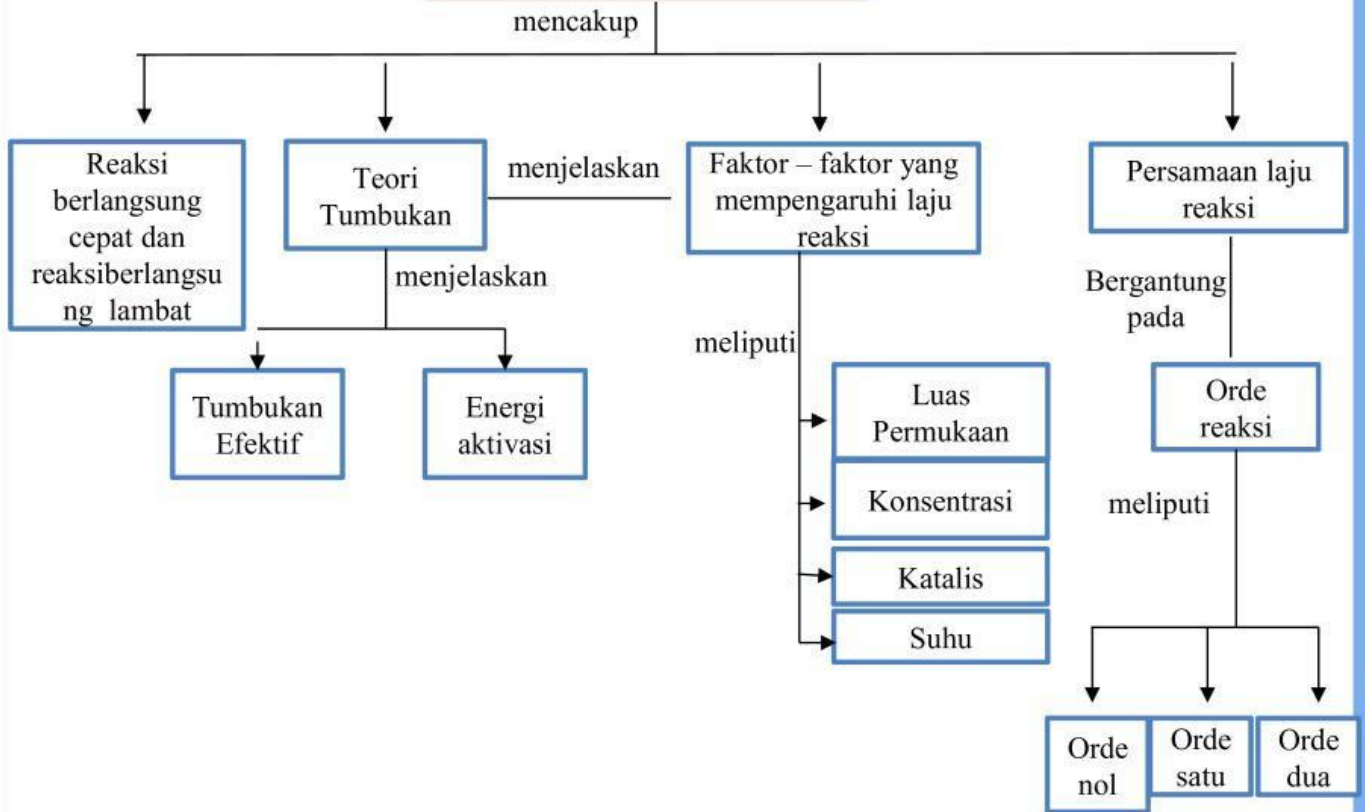 mencakup
Reaksi
berlangsung
cepat dan
reaksiberlangsu
ng lambat
Teori
Tumbukan
menjelaskan
Faktor – faktor yang
mempengaruhi laju
reaksi
Persamaan laju
reaksi
menjelaskan
Bergantung
pada
meliputi
Tumbukan
Efektif
Energi
aktivasi
Luas
Permukaan
Konsentrasi
Katalis
Suhu
Orde
reaksi
meliputi
Orde
nol
Orde
satu
Orde
dua